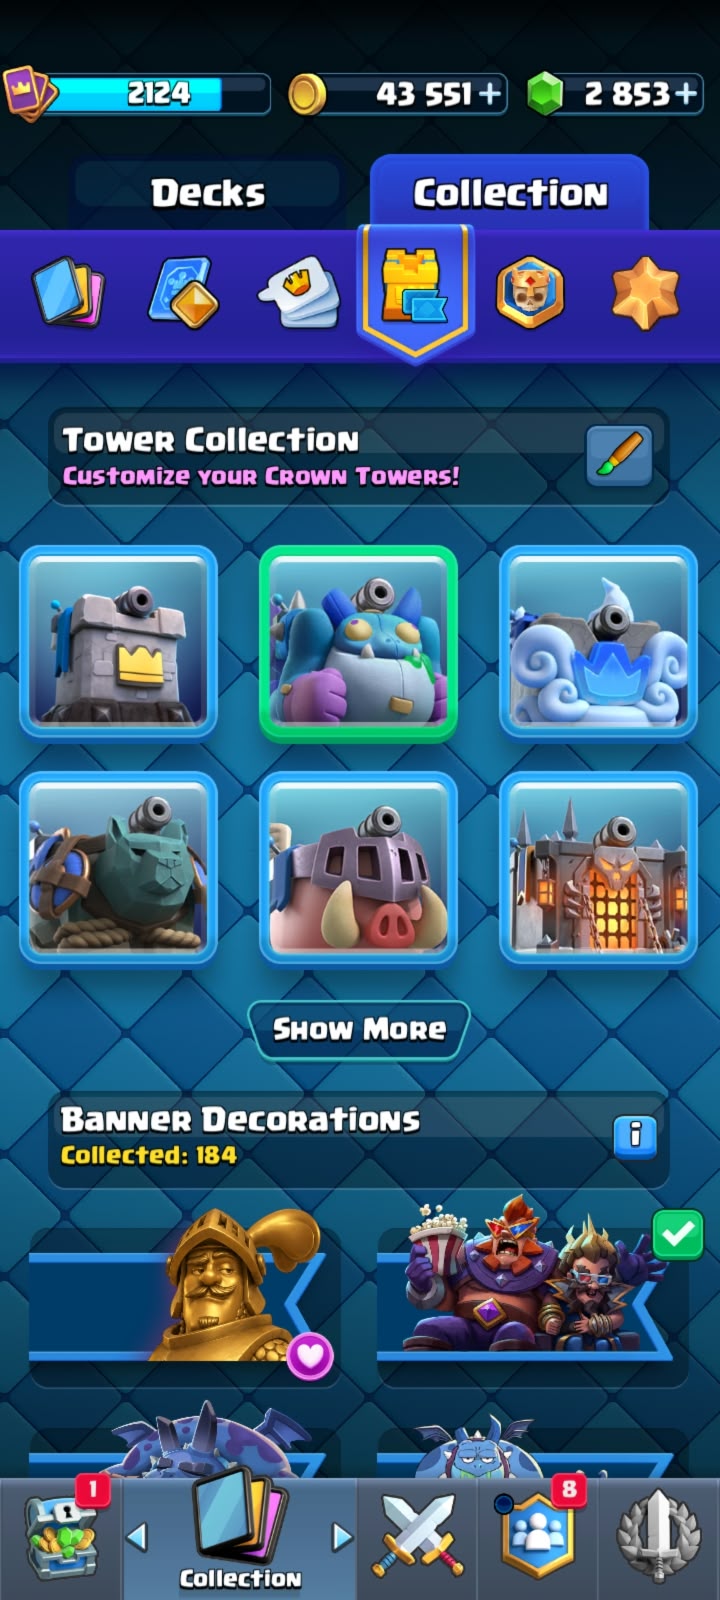 2124
43 551 +
2 853 +
Decks
Collection
Tower Collection
Customize your Crown Towers!
Show More
Banner Decorations
Collected: 184
i
1
8
Collection